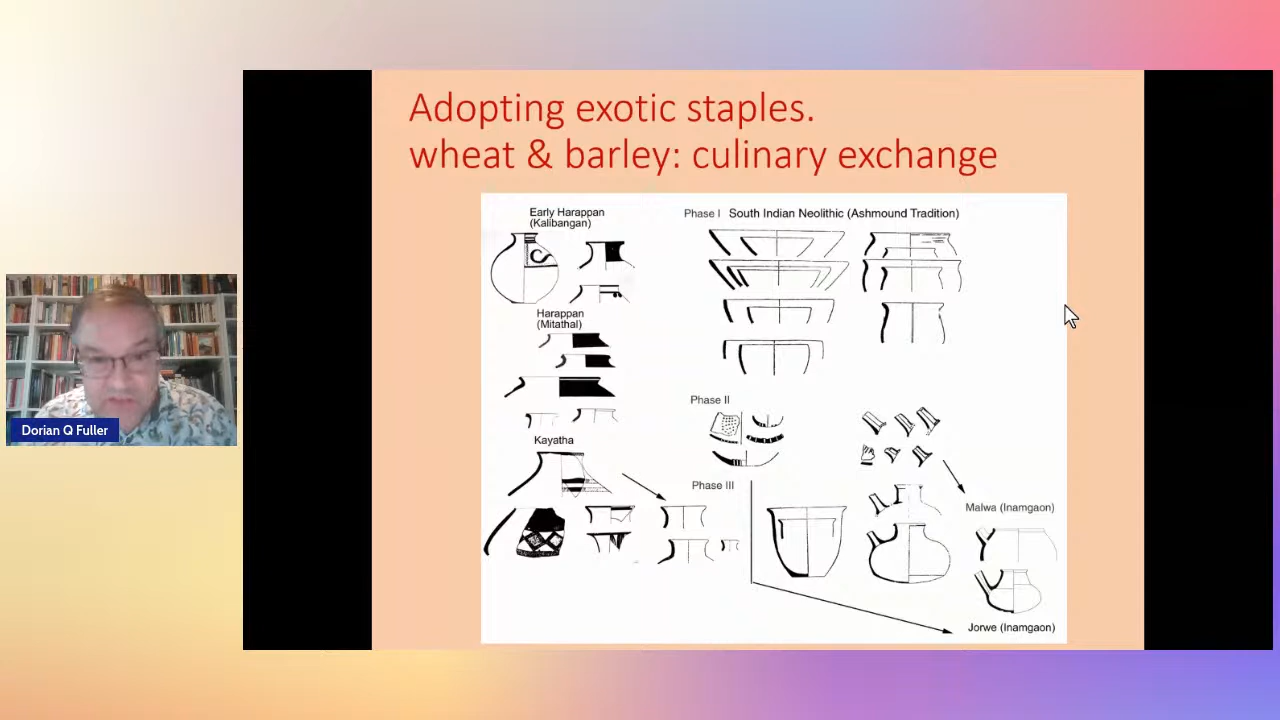 Adopting exotic staples.
wheat & barley: culinary exchange
Early Harappan
(Kalibangan)
Phase I South Indian Neolithic (Ashmound Tradition)
Harappan
(Mitathal)
Phase II
Kayatha
Phase III
Malwa (Inamgaon)
Jorwe (Inamgaon)
Dorian Q Fuller